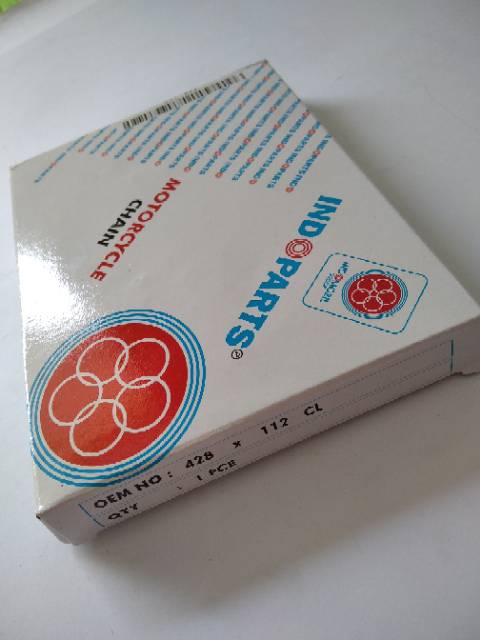 INDOPARTS®
MOTORCYCLE
CHAIN
OEM NO : 428 x 112 CL
QTY : 1 PCE